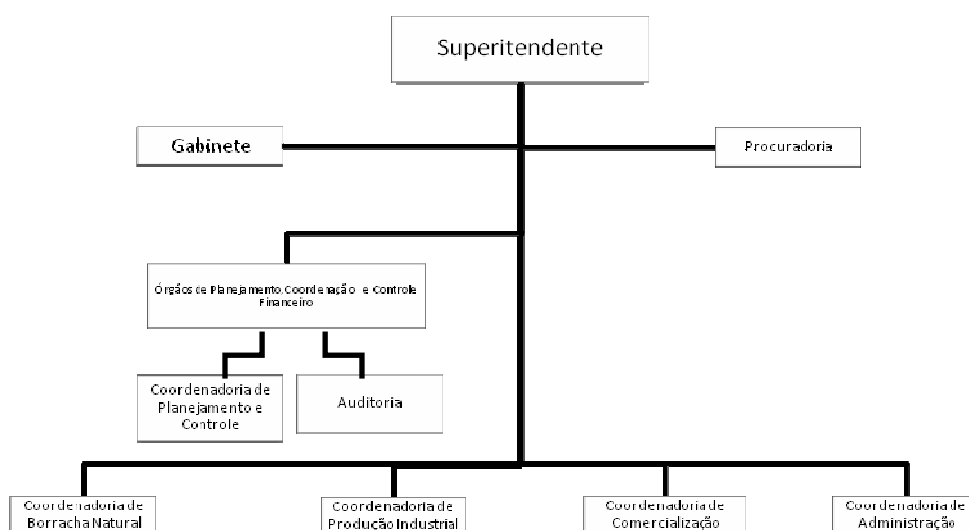 Superitendente
Gabinete
Procuradoria
Órgãos de Planejamento,Coordenação e Controle
Financeiro
Coordenadoria de
Planejamento e
Controle
Auditoria
Coordenadoria de
Borracha Natural
Coordenadoria de
Produção Industrial
Coordenadoria de
Comercialização
Coordenadoria de
Administração